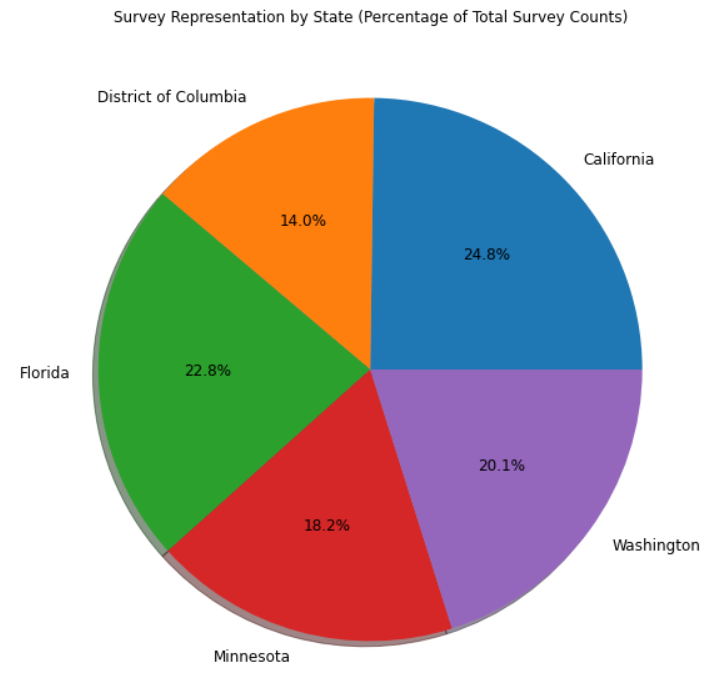 Survey Representation by State (Percentage of Total Survey Counts)
District of Columbia
California
14.0%
24.8%
Florida
22.8%
20.1%
18.2%
Washington
Minnesota